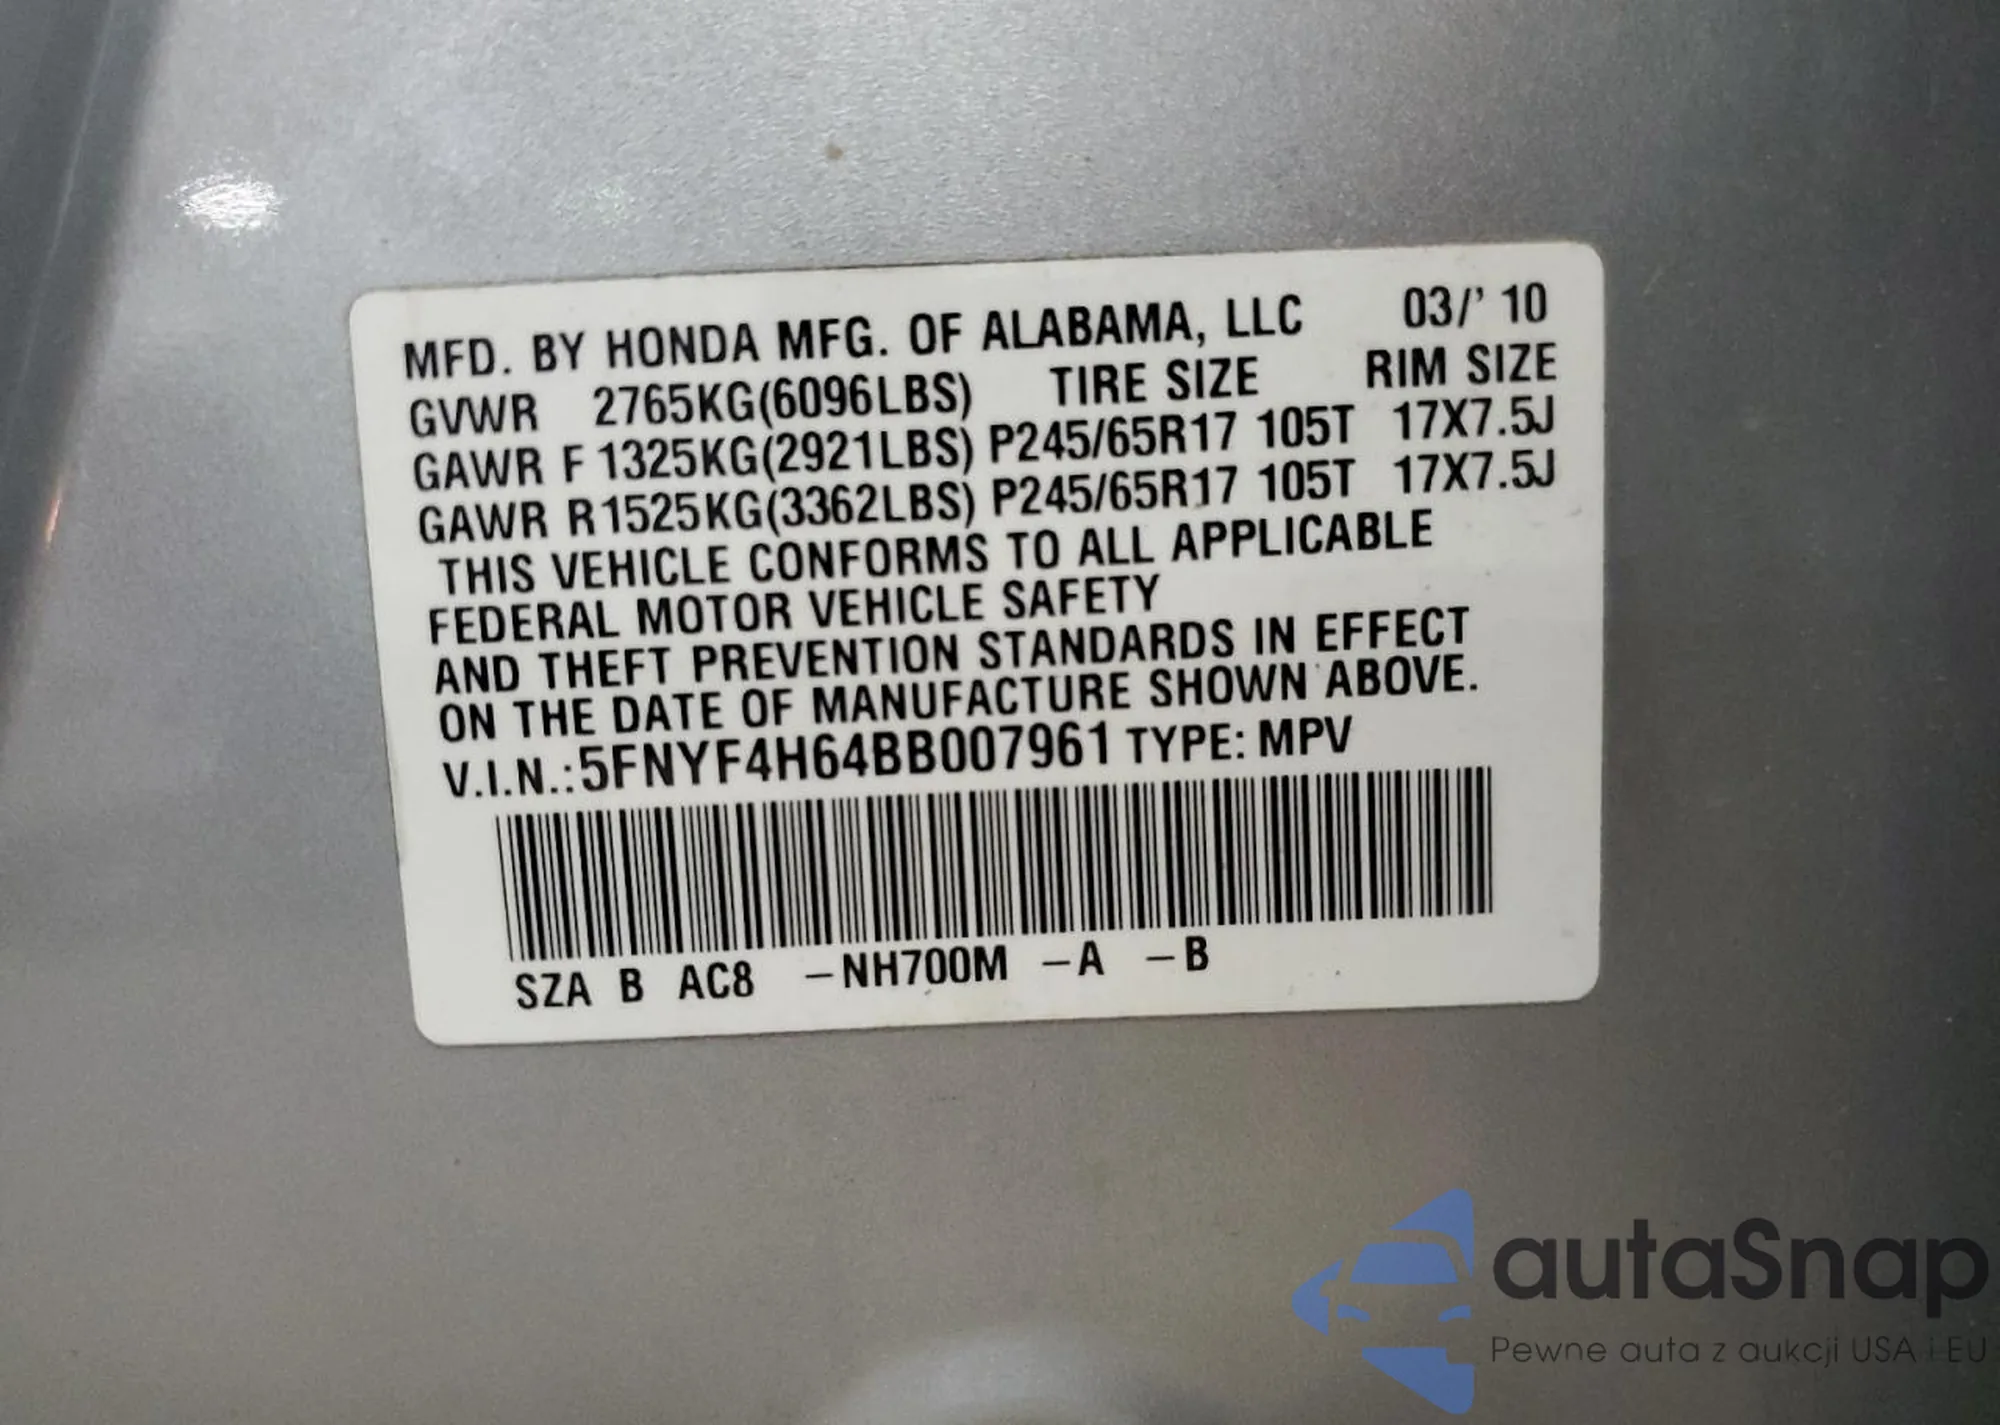 MFD. BY HONDA MFG. OF ALABAMA, LLC 03/' 10
GVWR 2765KG(6096LBS) TIRE SIZE RIM SIZE
GAWR F 1325KG(2921LBS) P245/65R17 105T 17X7.5J
GAWR R1525KG(3362LBS) P245/65R17 105T 17X7.5J
THIS VEHICLE CONFORMS TO ALL APPLICABLE
FEDERAL MOTOR VEHICLE SAFETY
AND THEFT PREVENTION STANDARDS IN EFFECT
ON THE DATE OF MANUFACTURE SHOWN ABOVE.
V.I.N.:5FNYF4H64BB007961 TYPE: MPV
SZA B AC8 –NH700M –A –B
autaSnap
Pewne auta z aukcji USA i EU